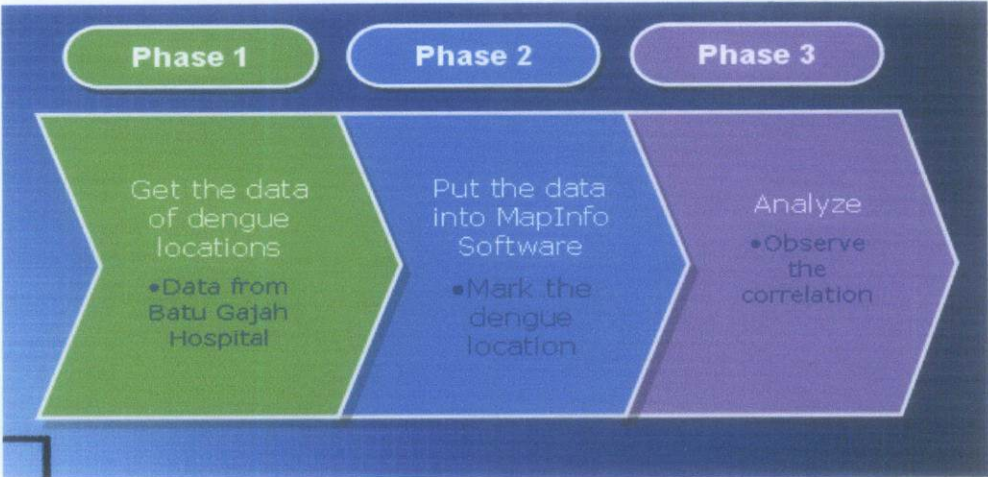 Phase 1
Phase 2
Phase 3
Get the data
of dengue
locations
•Data from
Batu Gajah
Hospital
Put the data
into MapInfo
Software
•Mark the
dengue
location
Analyze
•Observe
the
correlation